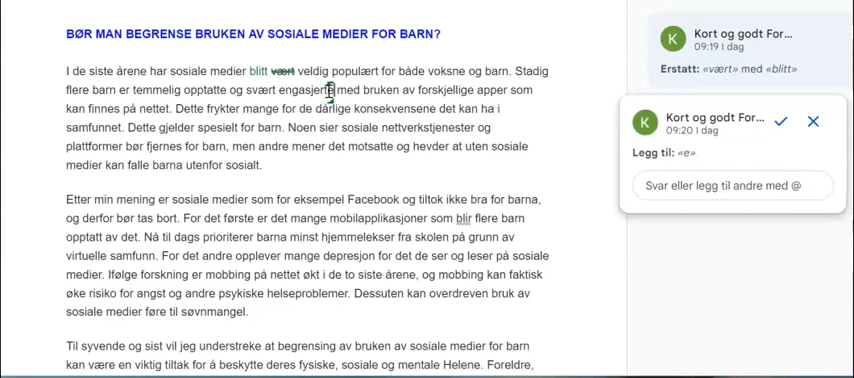 BØR MAN BEGRENSE BRUKEN AV SOSIALE MEDIER FOR BARN?
I de siste årene har sosiale medier blitt vært veldig populært for både voksne og barn. Stadig
flere barn er temmelig opptatte og svært engasjerte med bruken av forskjellige apper som
kan finnes på nettet. Dette frykter mange for de dårlige konsekvensene det kan ha i
samfunnet. Dette gjelder spesielt for barn. Noen sier sosiale nettverkstjenester og
plattformer bør fjernes for barn, men andre mener det motsatte og hevder at uten sosiale
medier kan falle barna utenfor sosialt.
Etter min mening er sosiale medier som for eksempel Facebook og tiltok ikke bra for barna,
og derfor bør tas bort. For det første er det mange mobilapplikasjoner som blir flere barn
opptatt av det. Nå til dags prioriterer barna minst hjemmelekser fra skolen på grunn av
virtuelle samfunn. For det andre opplever mange depresjon for det de ser og leser på sosiale
medier. Ifølge forskning er mobbing på nettet økt i de to siste årene, og mobbing kan faktisk
øke risiko for angst og andre psykiske helseproblemer. Dessuten kan overdreven bruk av
sosiale medier føre til søvnmangel.
Til syvende og sist vil jeg understreke at begrensing av bruken av sosiale medier for barn
kan være en viktig tiltak for å beskytte deres fysiske, sosiale og mentale Helene. Foreldre,
K
Kort og godt For...
09:19 I dag
Erstatt: «vært» med «blitt»
K
Kort og godt For...
09:20 I dag
Legg til: «e»
Svar eller legg til andre med @